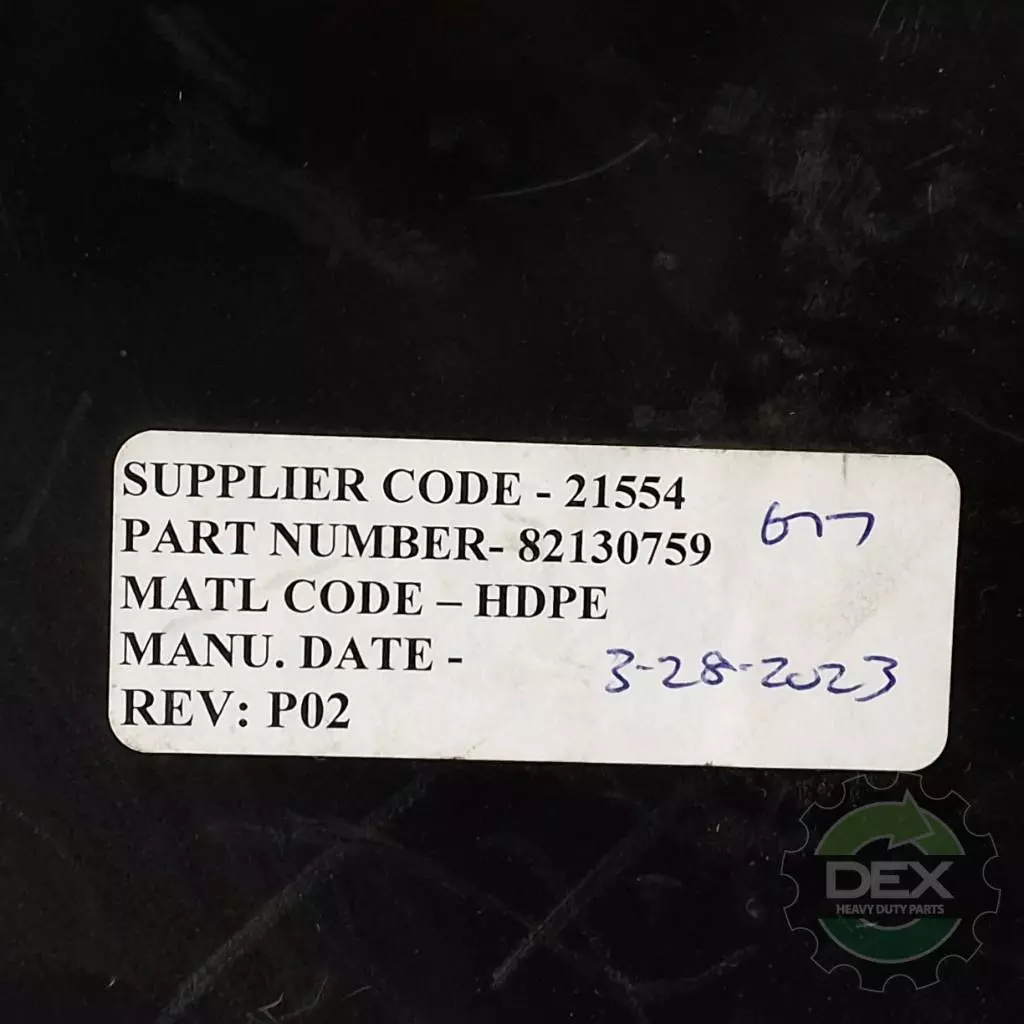 SUPPLIER CODE - 21554
PART NUMBER- 82130759
MATL CODE – HDPE
MANU. DATE - 3-28-2023
REV: P02
DEX
HEAVY DUTY PARTS